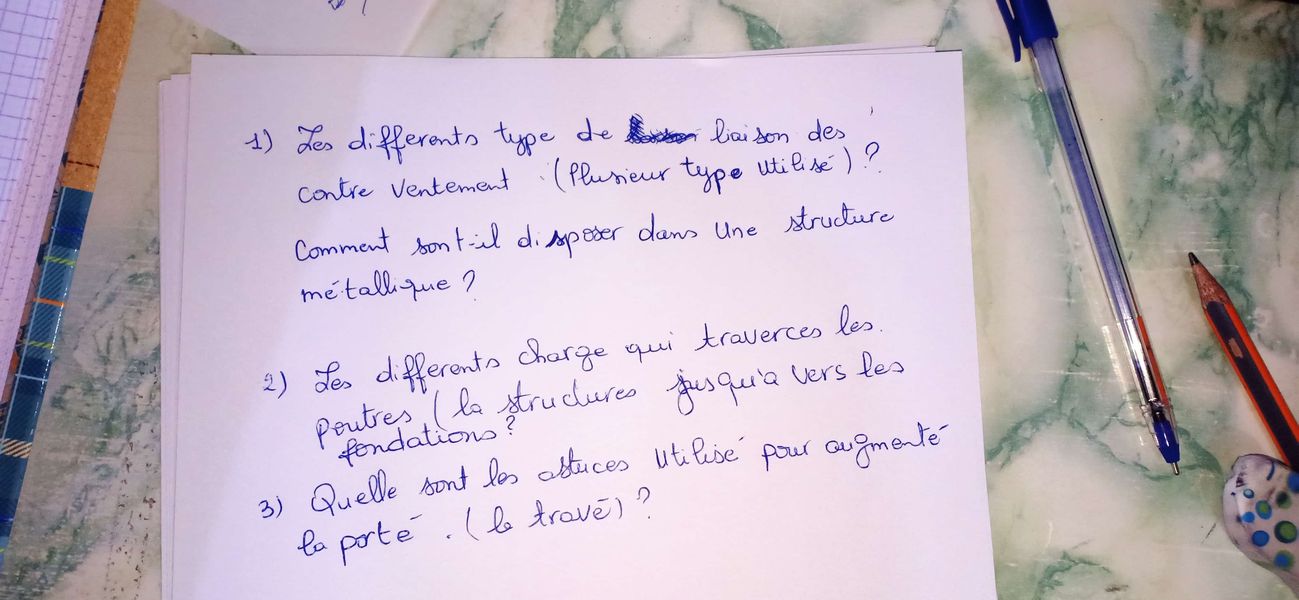 1) Les differents type de liaison des
contre ventement . (Plusieur type utilisé) ?
Comment sont-il disposer dans une structure
métallique ?
2) Les differents charge qui traverces les
poutres ( la structures jusqu'a vers les
fondations ?
3) Quelle sont les astuces utilisé pour augmenté
la porté . ( le travé) ?